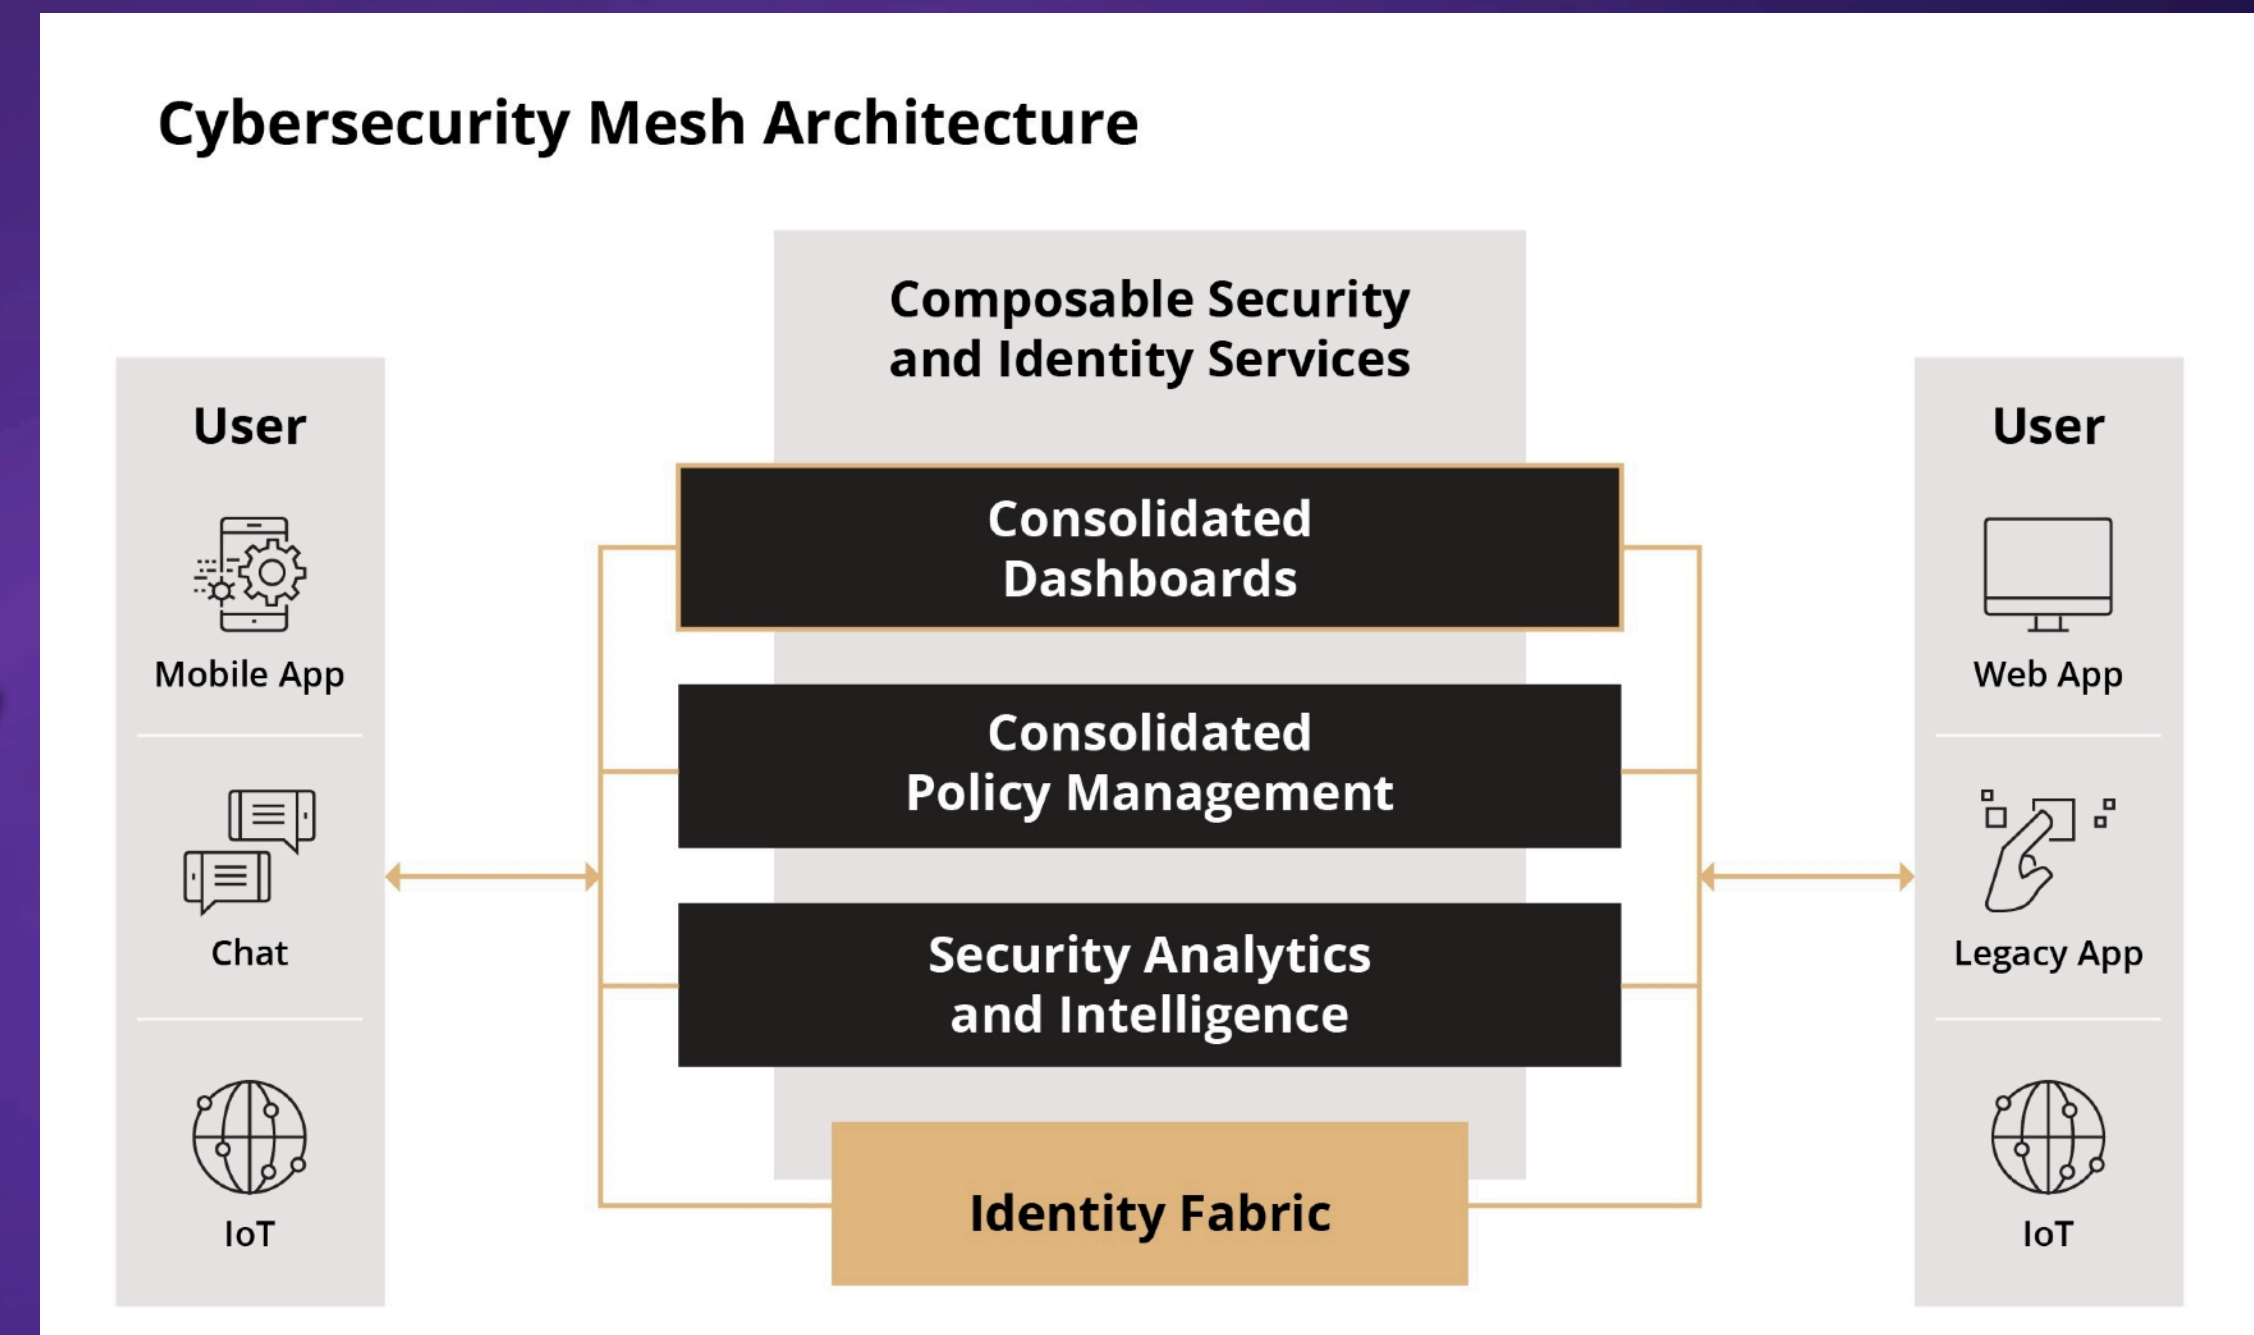 Cybersecurity Mesh Architecture
Composable Security
and Identity Services
User
Mobile App
Chat
IoT
Consolidated
Dashboards
Consolidated
Policy Management
Security Analytics
and Intelligence
Identity Fabric
User
Web App
Legacy App
IoT